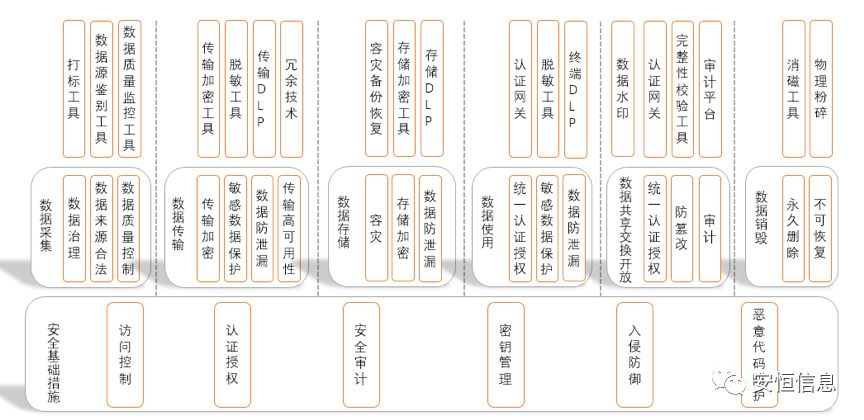 打标工具
数据源鉴别工具
数据质量监控工具
传输加密工具
脱敏工具
传输DLP
冗余技术
容灾备份恢复
存储加密工具
存储DLP
认证网关
脱敏工具
终端DLP
数据水印
认证网关
完整性校验工具
审计平台
消磁工具
物理粉碎
数据采集
数据治理
数据来源合法
数据质量控制
数据传输
传输加密
敏感数据保护
数据防泄漏
传输高可用性
数据存储
容灾
存储加密
数据防泄漏
数据使用
统一认证授权
敏感数据保护
数据防泄漏
数据共享交换开放
统一认证授权
防篡改
审计
数据销毁
永久删除
不可恢复
安全基础措施
访问控制
认证授权
安全审计
密钥管理
入侵防御
恶意代码防护
安恒信息